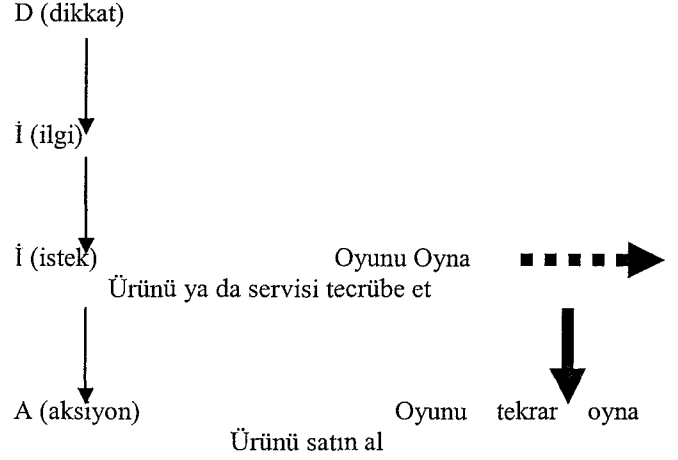 D (dikkat)
İ (ilgi)
İ (istek) Oyunu Oyna
Ürünü ya da servisi tecrübe et
A (aksiyon) Oyunu tekrar oyna
Ürünü satın al